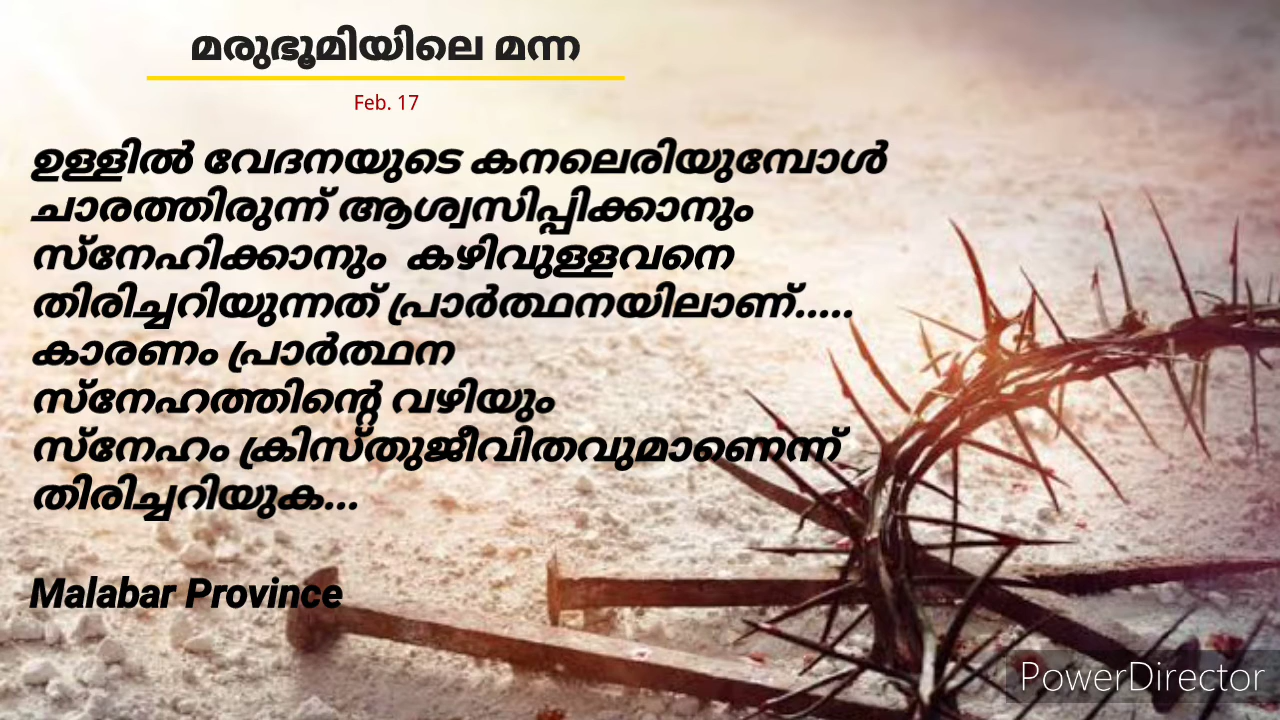 മരുഭൂമിയിലെ മന്ന
Feb. 17
ഉള്ളിൽ വേദനയുടെ കനലെരിയുമ്പോൾ
ചാരത്തിരുന്ന് ആശ്വസിപ്പിക്കാനും
സ്നേഹിക്കാനും കഴിവുള്ളവനെ
തിരിച്ചറിയുന്നത് പ്രാർത്ഥനയിലാണ്.....
കാരണം പ്രാർത്ഥന
സ്നേഹത്തിന്റെ വഴിയും
സ്നേഹം ക്രിസ്തുജീവിതവുമാണെന്ന്
തിരിച്ചറിയുക...
Malabar Province
PowerDirector